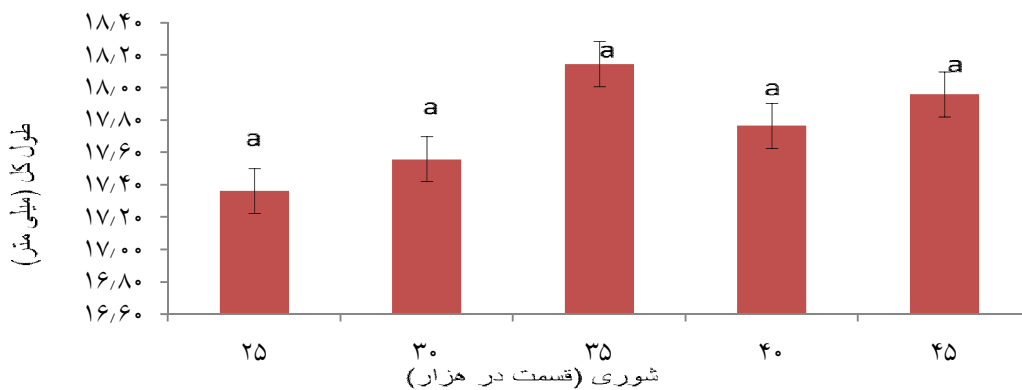 طول کل (میلی متر)
۱۸٫۴۰
۱۸٫۲۰
۱۸٫۰۰
۱۷٫۸۰
۱۷٫۶۰
۱۷٫۴۰
۱۷٫۲۰
۱۷٫۰۰
۱۶٫۸۰
۱۶٫۶۰
a a a a a
۲۵ ۳۰ ۳۵ ۴۰ ۴۵
شوری (قسمت در هزار)